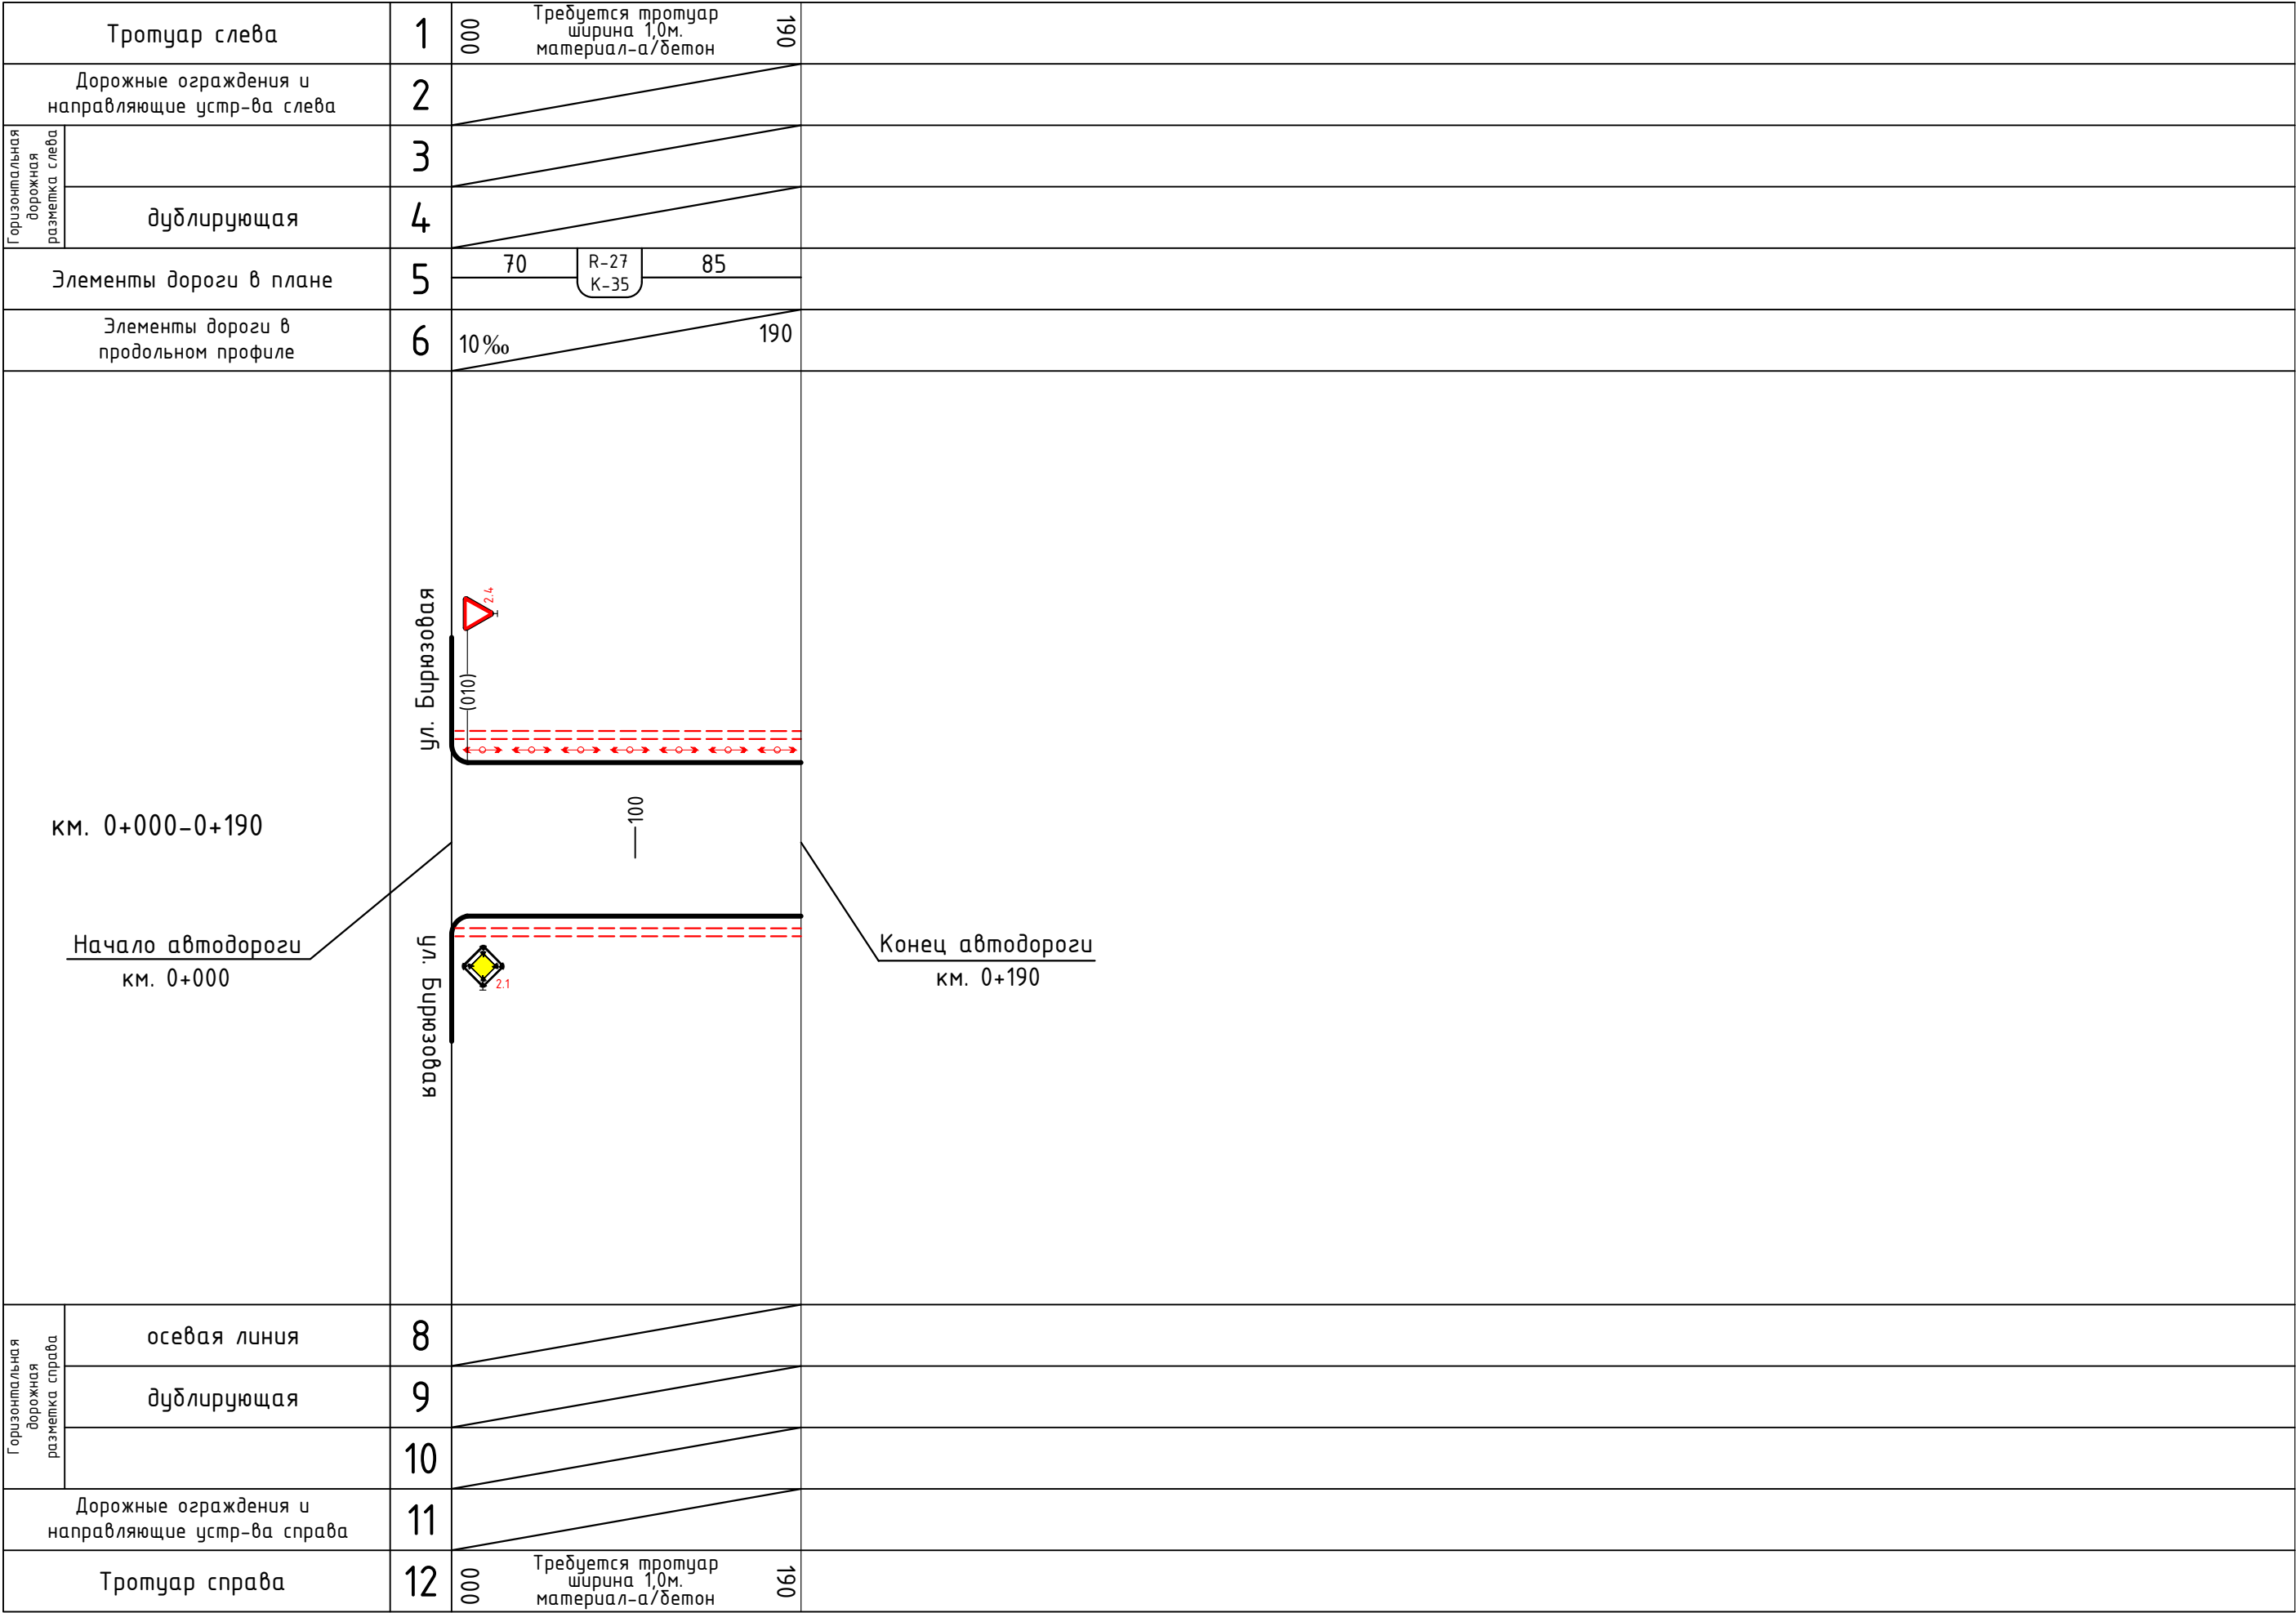 Тротуар слева
1
000
Требуется тротуар
ширина 1,0м.
материал-а/бетон
190
Дорожные ограждения и
направляющие устр-ва слева
2
Горизонтальная
дорожная
разметка слева
3
дублирующая
4
Элементы дороги в плане
5
70
R-27
К-35
85
Элементы дороги в
продольном профиле
6
10‰
190
ул. Бирюзовая
2.4
(010)
100
км. 0+000-0+190
Начало автодороги
км. 0+000
ул. Бирюзовая
2.1
Конец автодороги
км. 0+190
Горизонтальная
дорожная
разметка справа
осевая линия
8
дублирующая
9
10
Дорожные ограждения и
направляющие устр-ва справа
11
Тротуар справа
12
000
Требуется тротуар
ширина 1,0м.
материал-а/бетон
190